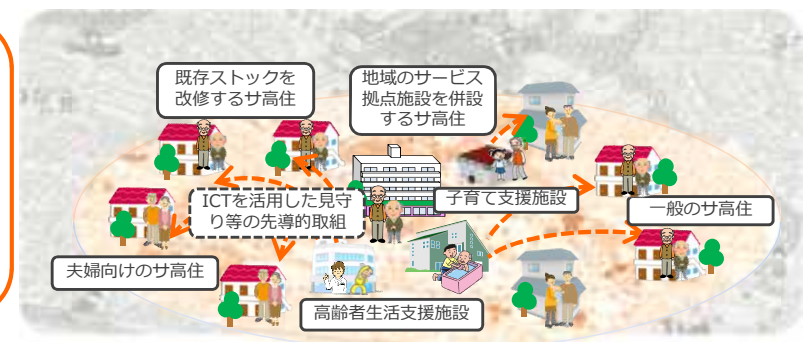 既存ストックを
改修するサ高住
地域のサービス
拠点施設を併設
するサ高住
ICTを活用した見守
り等の先導的取組
子育て支援施設
一般のサ高住
夫婦向けのサ高住
高齢者生活支援施設